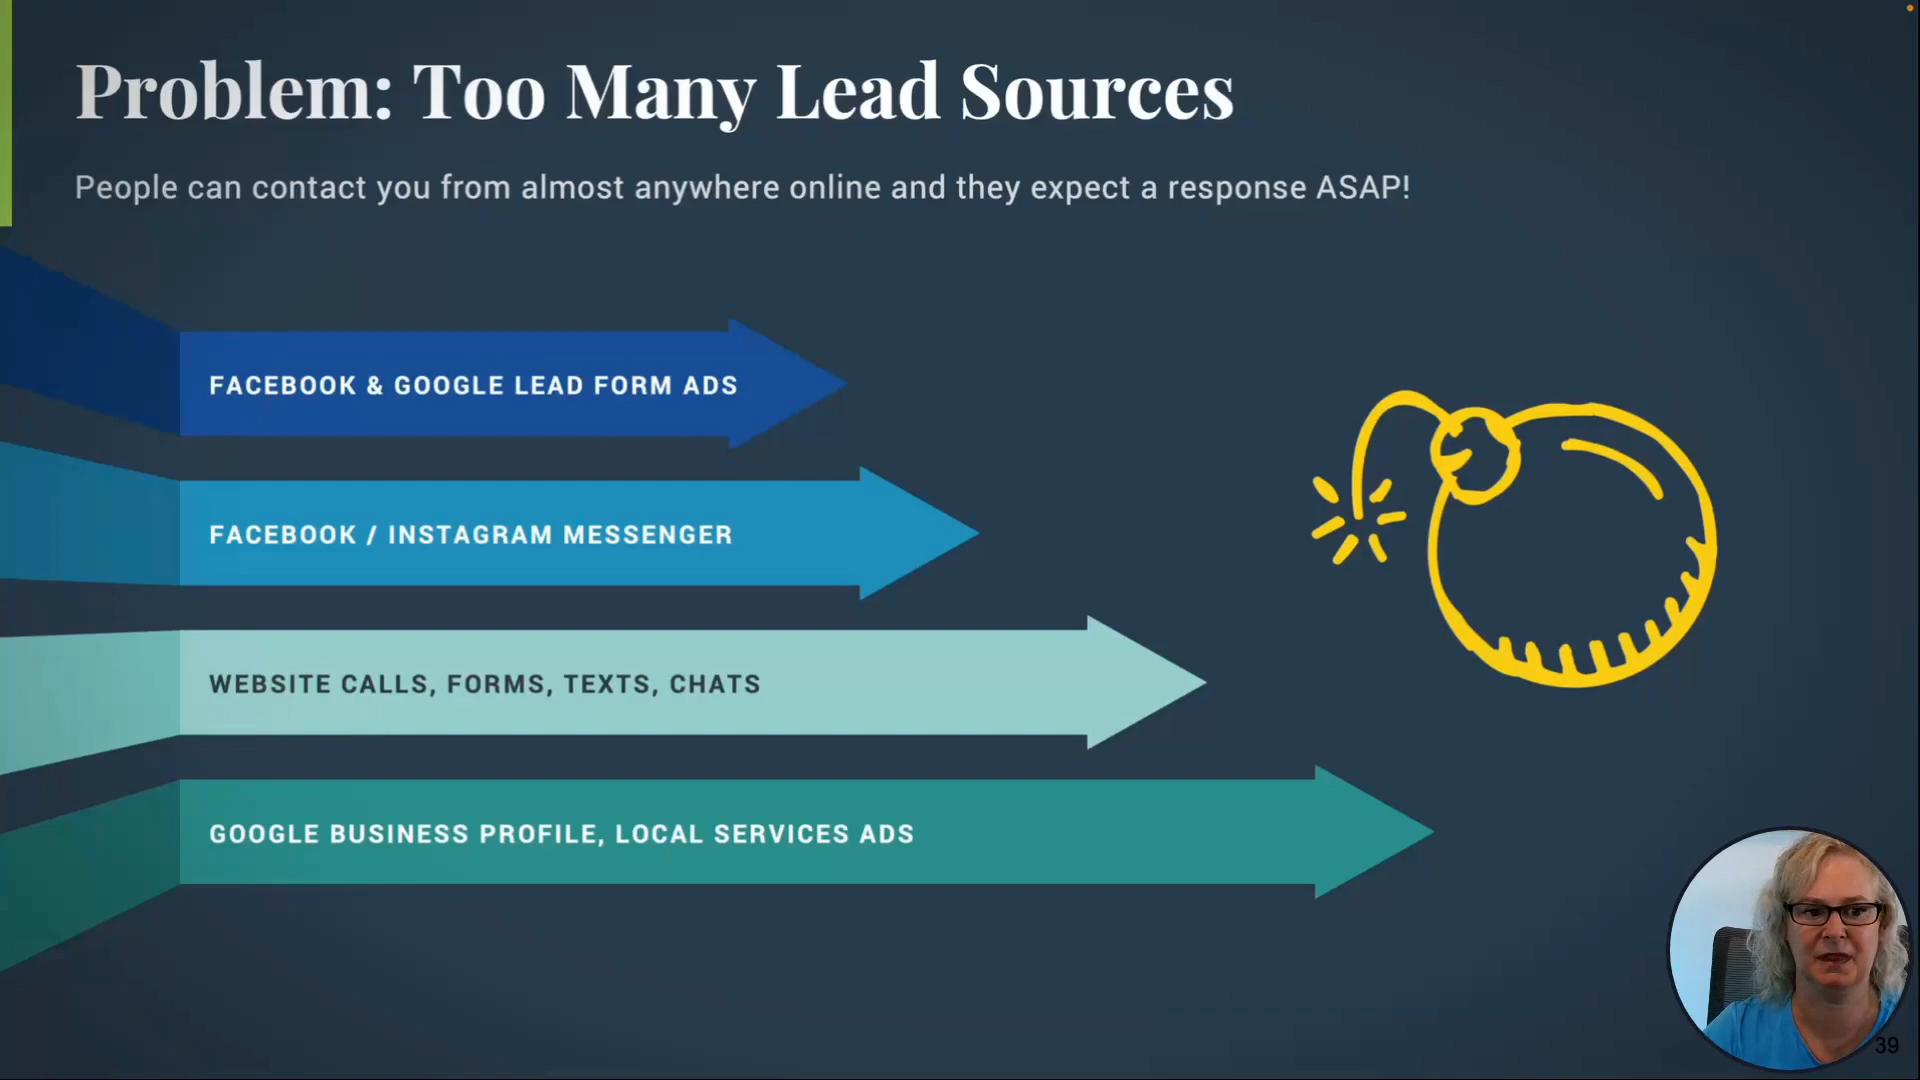 Problem: Too Many Lead Sources
People can contact you from almost anywhere online and they expect a response ASAP!
FACEBOOK & GOOGLE LEAD FORM ADS
FACEBOOK / INSTAGRAM MESSENGER
WEBSITE CALLS, FORMS, TEXTS, CHATS
GOOGLE BUSINESS PROFILE, LOCAL SERVICES ADS
39